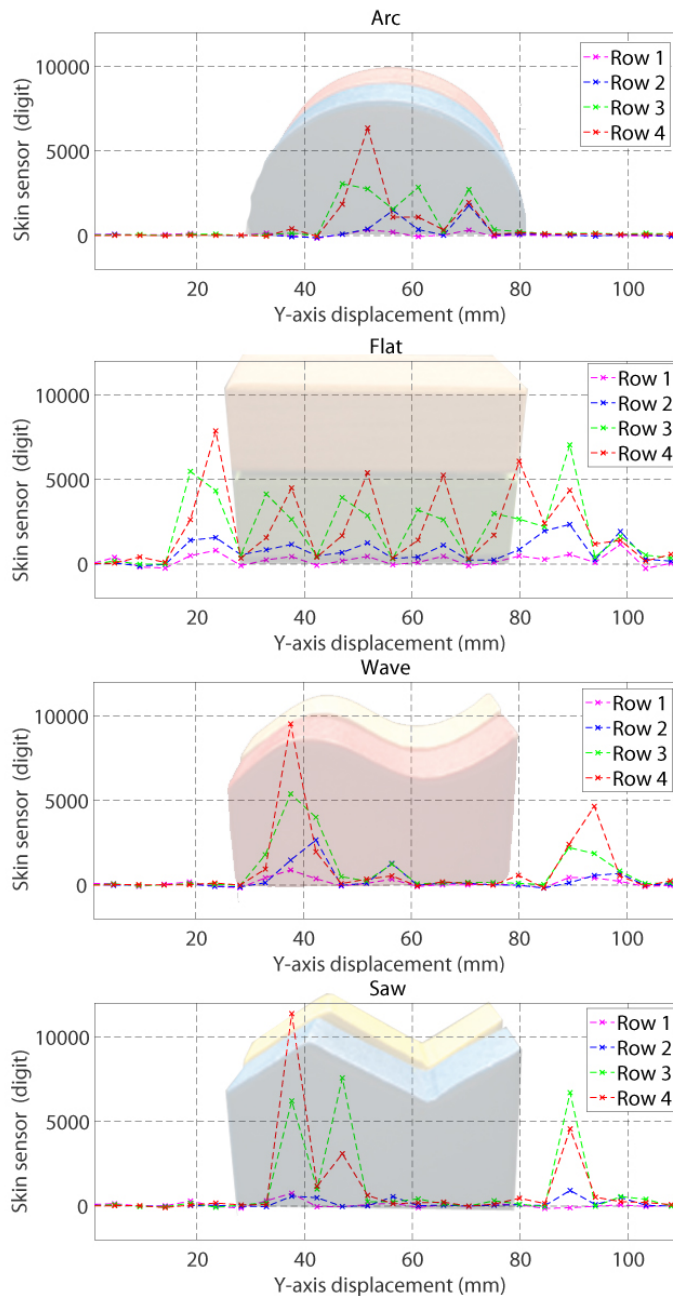 Arc
10000
5000
0
Skin sensor (digit)
Row 1
Row 2
Row 3
Row 4
20 40 60 80 100
Y-axis displacement (mm)
Flat
10000
5000
0
Skin sensor (digit)
Row 1
Row 2
Row 3
Row 4
20 40 60 80 100
Y-axis displacement (mm)
Wave
10000
5000
0
Skin sensor (digit)
Row 1
Row 2
Row 3
Row 4
20 40 60 80 100
Y-axis displacement (mm)
Saw
10000
5000
0
Skin sensor (digit)
Row 1
Row 2
Row 3
Row 4
20 40 60 80 100
Y-axis displacement (mm)